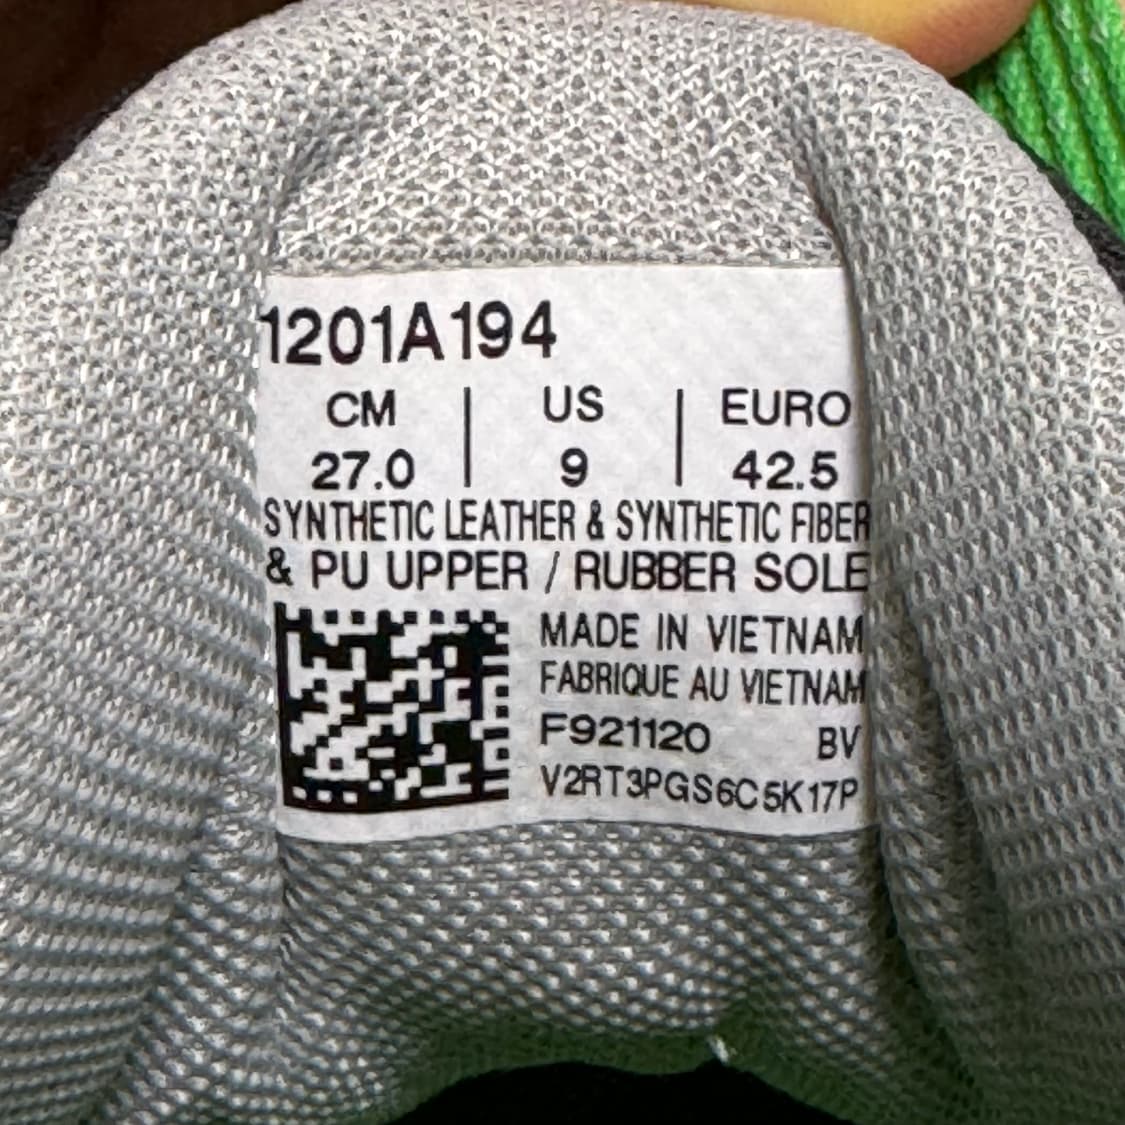 1201A194
CM | US | EURO
27.0 | 9 | 42.5
SYNTHETIC LEATHER & SYNTHETIC FIBER
& PU UPPER / RUBBER SOLE
MADE IN VIETNAM
FABRIQUE AU VIETNAM
F921120 BV
V2RT3PGS6C5K17P